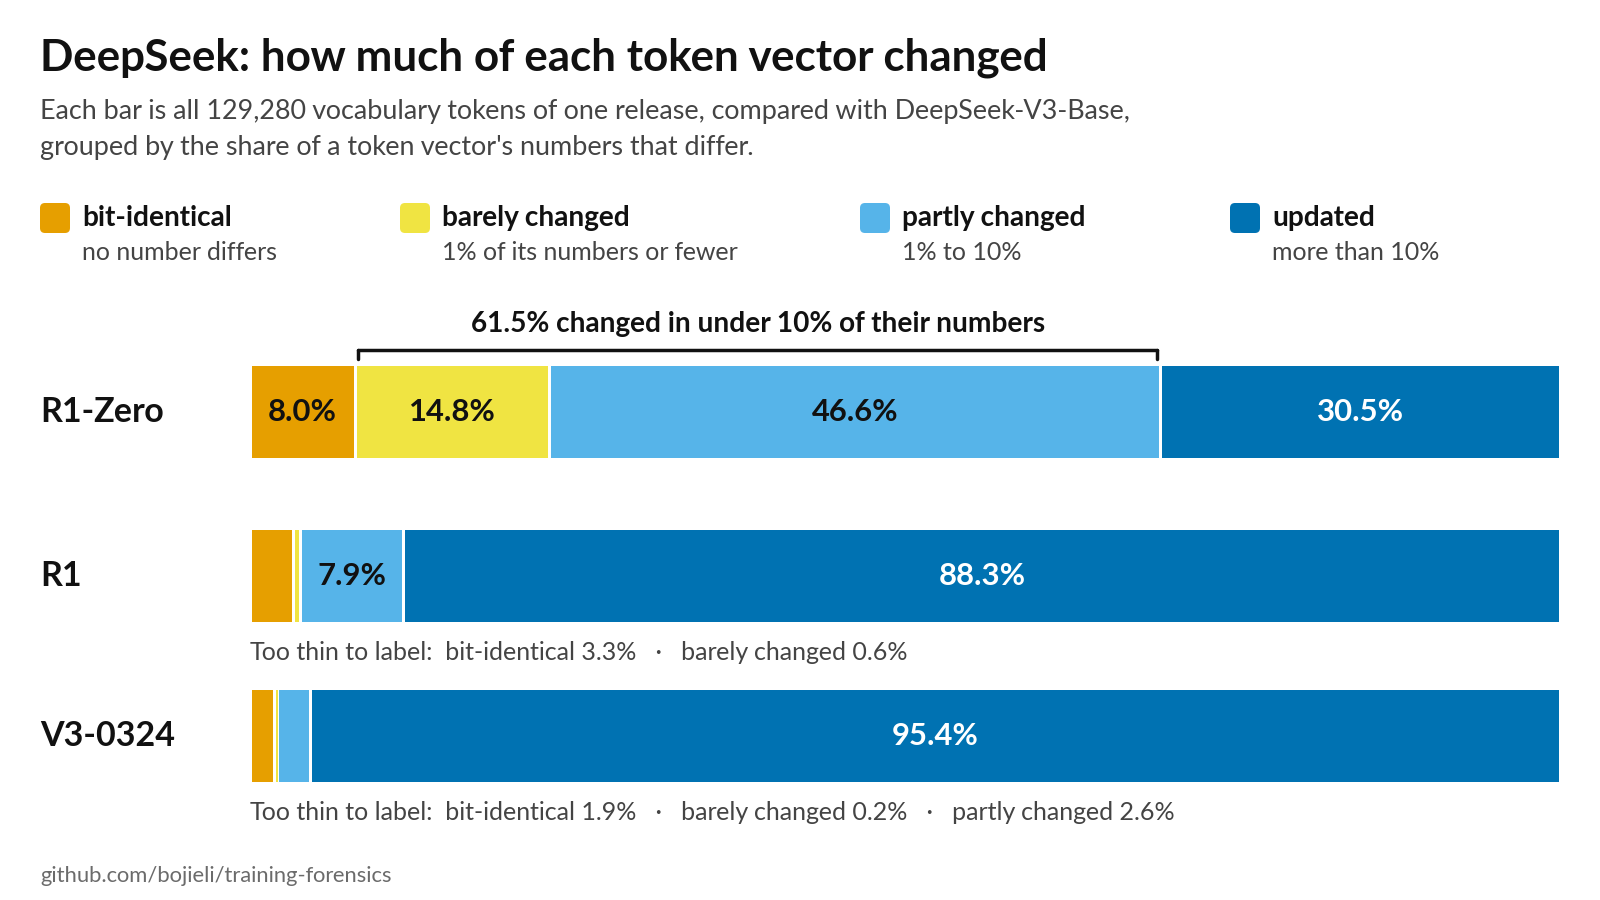 DeepSeek: how much of each token vector changed
Each bar is all 129,280 vocabulary tokens of one release, compared with DeepSeek-V3-Base,
grouped by the share of a token vector's numbers that differ.
bit-identical
no number differs
barely changed
1% of its numbers or fewer
partly changed
1% to 10%
updated
more than 10%
61.5% changed in under 10% of their numbers
R1-Zero 8.0% 14.8% 46.6% 30.5%
R1 7.9% 88.3%
Too thin to label: bit-identical 3.3% · barely changed 0.6%
V3-0324 95.4%
Too thin to label: bit-identical 1.9% · barely changed 0.2% · partly changed 2.6%
github.com/bojieli/training-forensics